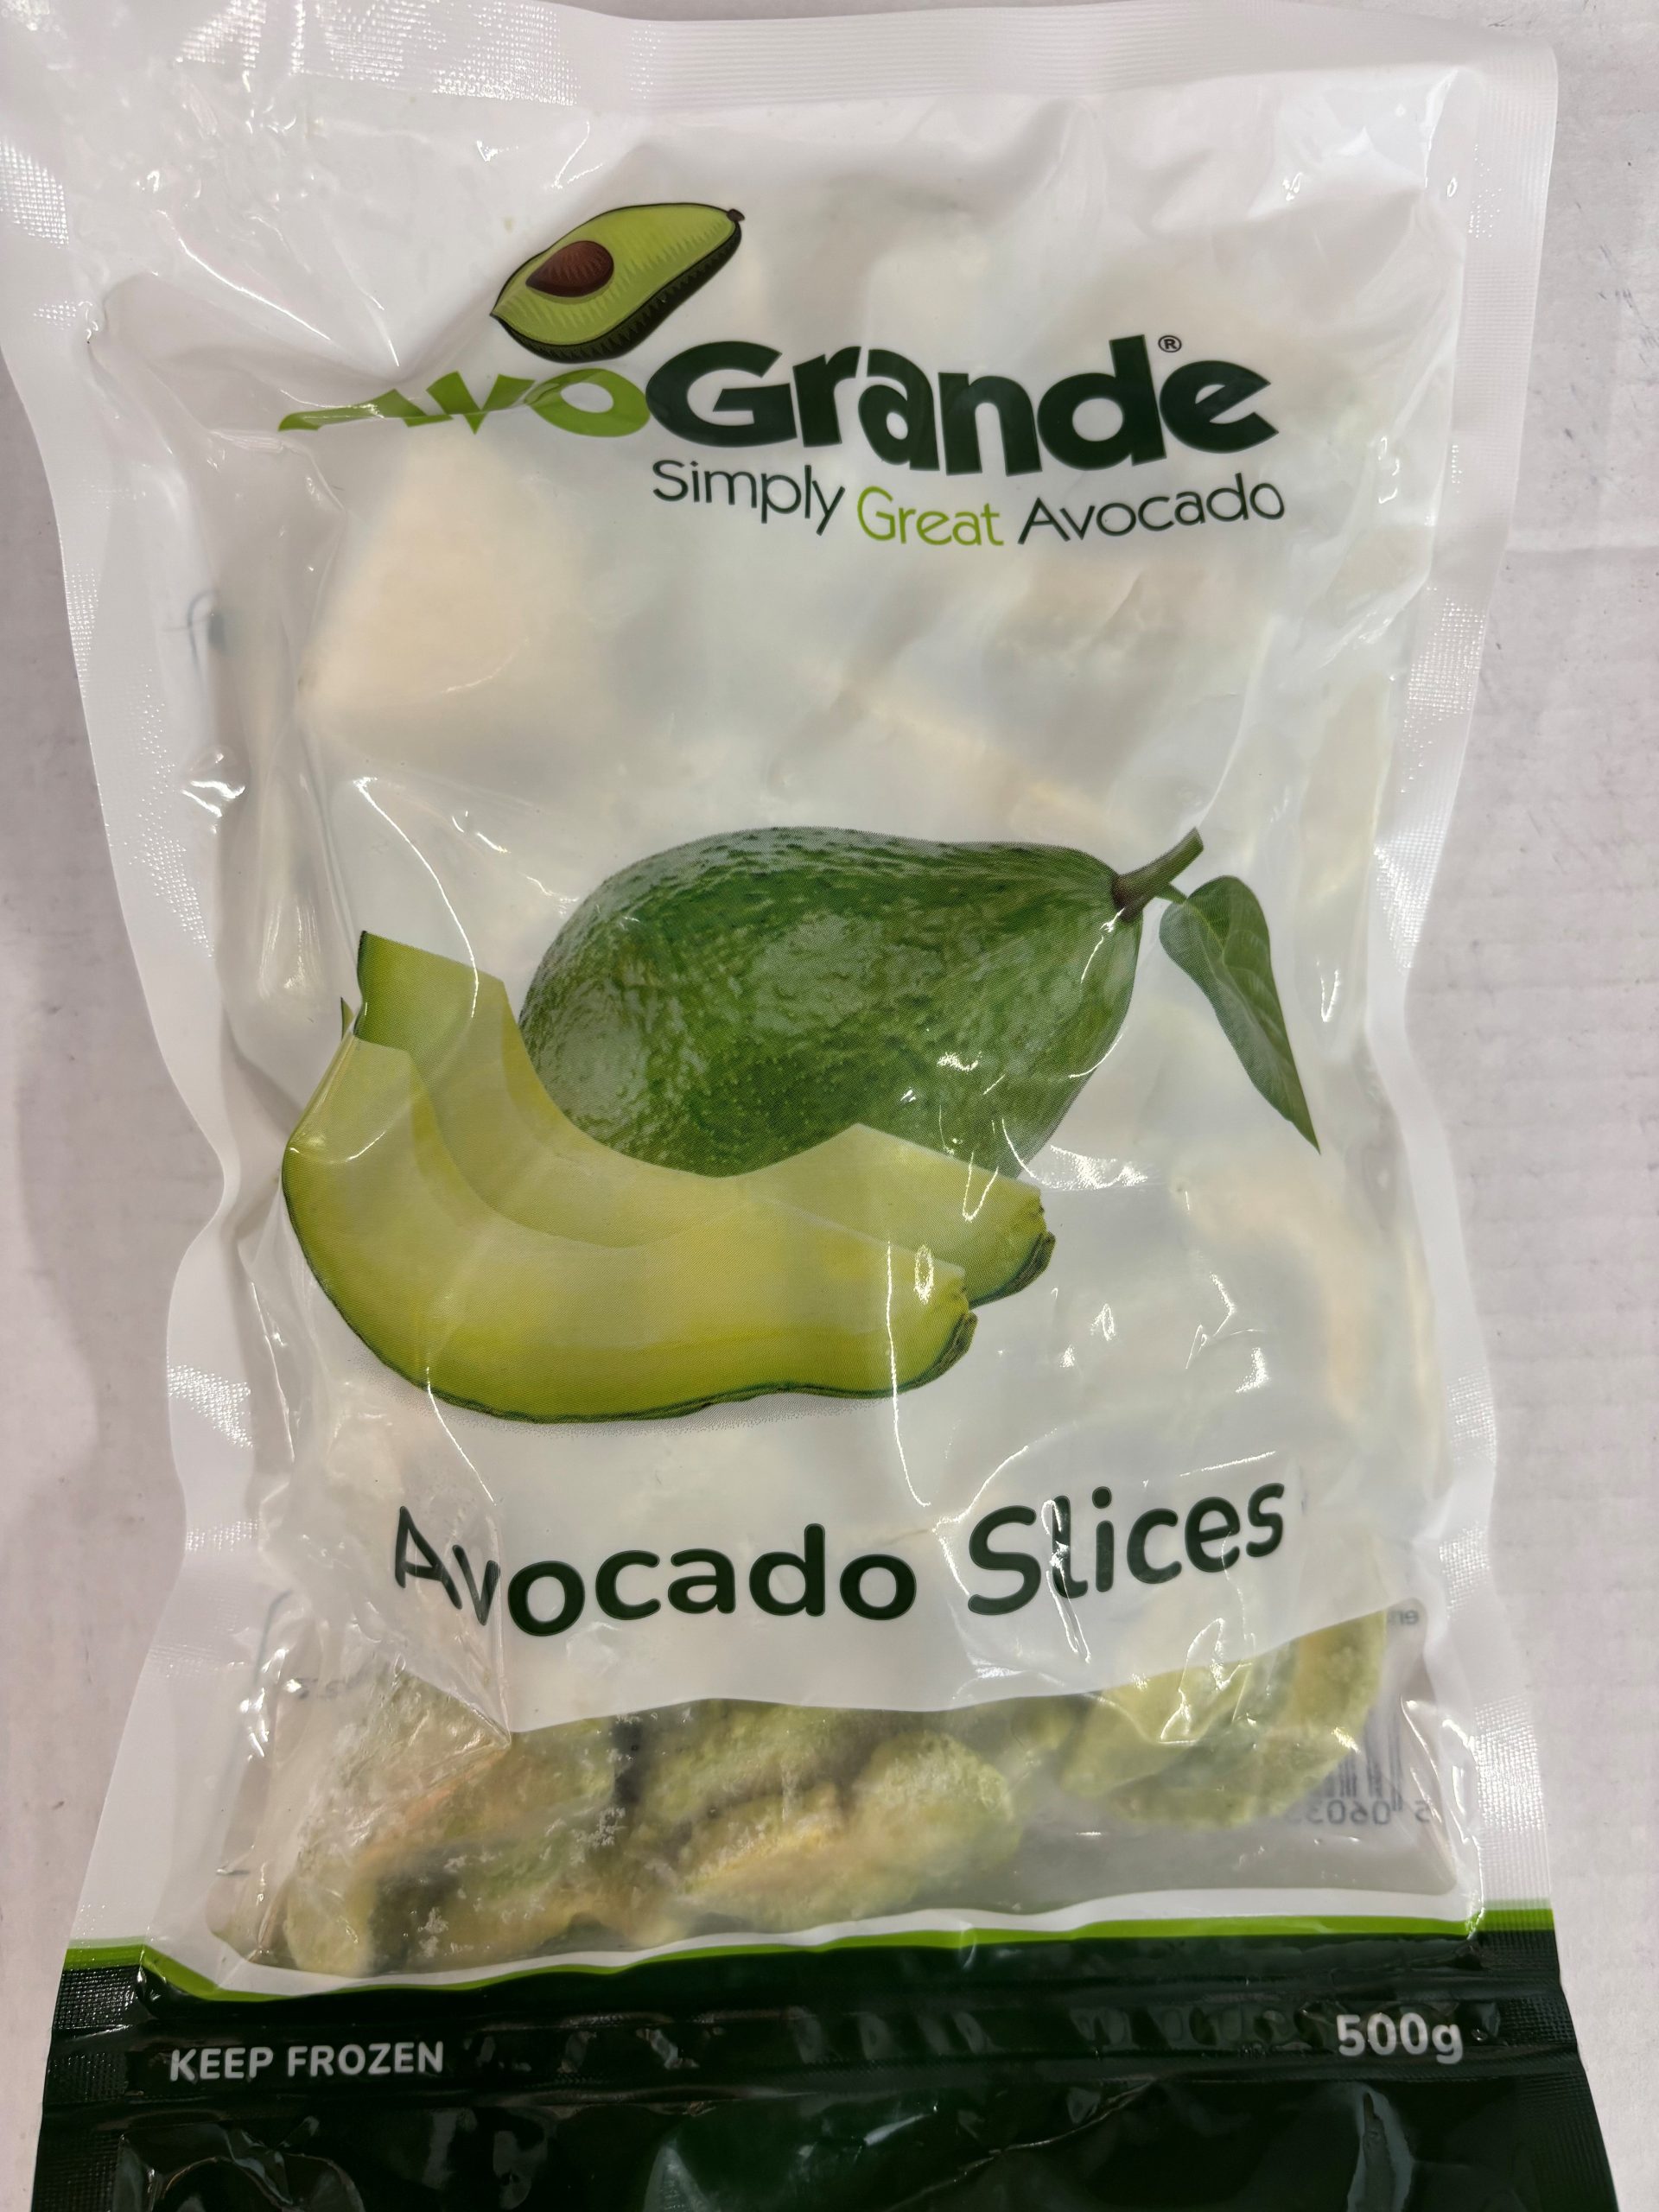 AvoGrande®
Simply Great Avocado
Avocado Slices
KEEP FROZEN
500g